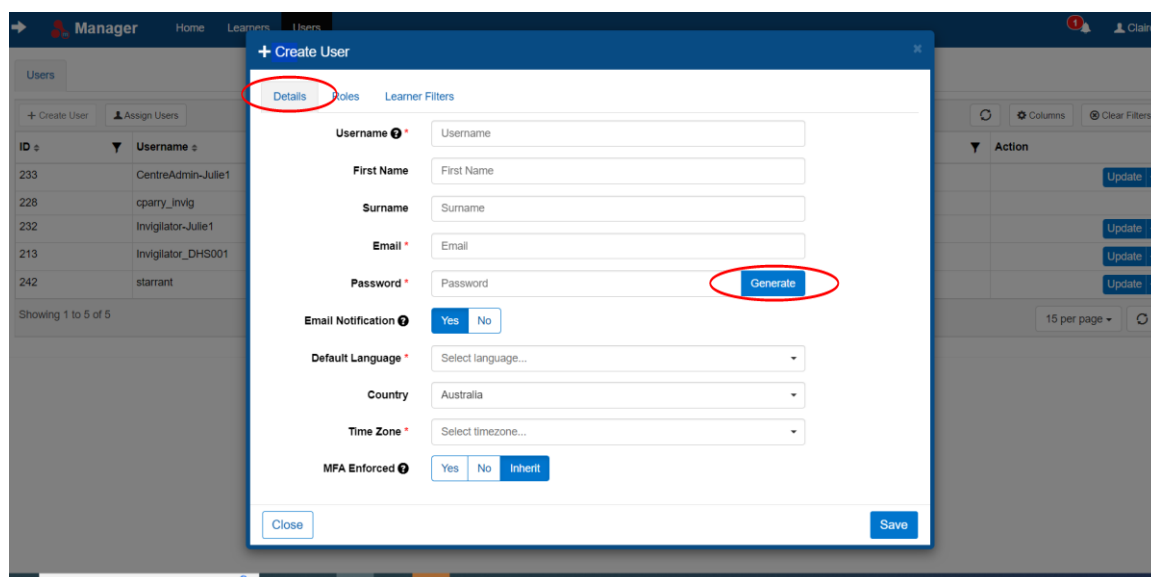 Manager Home Learners Users 1 Claire
+ Create User ×
Users
Details Roles Learner Filters
+ Create User Assign Users Columns Clear Filters
Username ? * Username
ID Username Action
First Name First Name
233 CentreAdmin-Julie1 Update
228 cparry_invig
Surname Surname
232 Invigilator-Julie1 Update
Email * Email
213 Invigilator_DHS001 Update
Password * Password Generate
242 starrant Update
Showing 1 to 5 of 5 15 per page
Email Notification ? Yes No
Default Language * Select language...
Country Australia
Time Zone * Select timezone...
MFA Enforced ? Yes No Inherit
Close Save